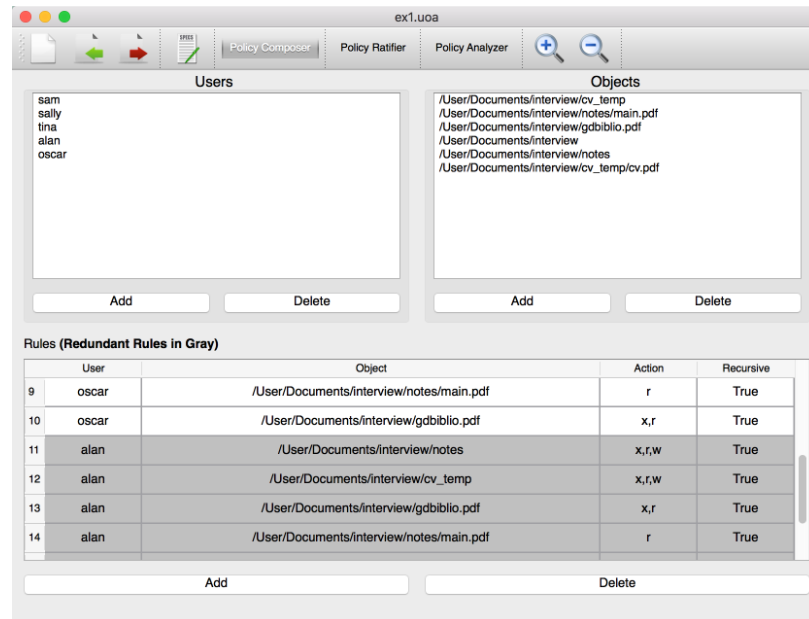 ex1.uoa
SPECS
Policy Composer Policy Ratifier Policy Analyzer
Users
sam
sally
tina
alan
oscar
Add Delete
Objects
/User/Documents/interview/cv_temp
/User/Documents/interview/notes/main.pdf
/User/Documents/interview/gdbiblio.pdf
/User/Documents/interview
/User/Documents/interview/notes
/User/Documents/interview/cv_temp/cv.pdf
Add Delete
Rules (Redundant Rules in Gray)
User Object Action Recursive
9 oscar /User/Documents/interview/notes/main.pdf r True
10 oscar /User/Documents/interview/gdbiblio.pdf x,r True
11 alan /User/Documents/interview/notes x,r,w True
12 alan /User/Documents/interview/cv_temp x,r,w True
13 alan /User/Documents/interview/gdbiblio.pdf x,r True
14 alan /User/Documents/interview/notes/main.pdf r True
Add Delete